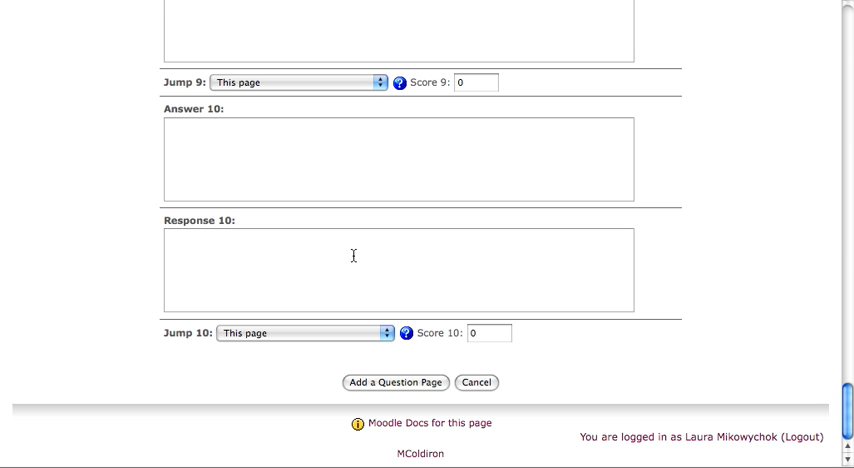 Jump 9: This page Score 9: 0
Answer 10:
Response 10:
Jump 10: This page Score 10: 0
Add a Question Page Cancel
Moodle Docs for this page
You are logged in as Laura Mikowychok (Logout)
MColdiron